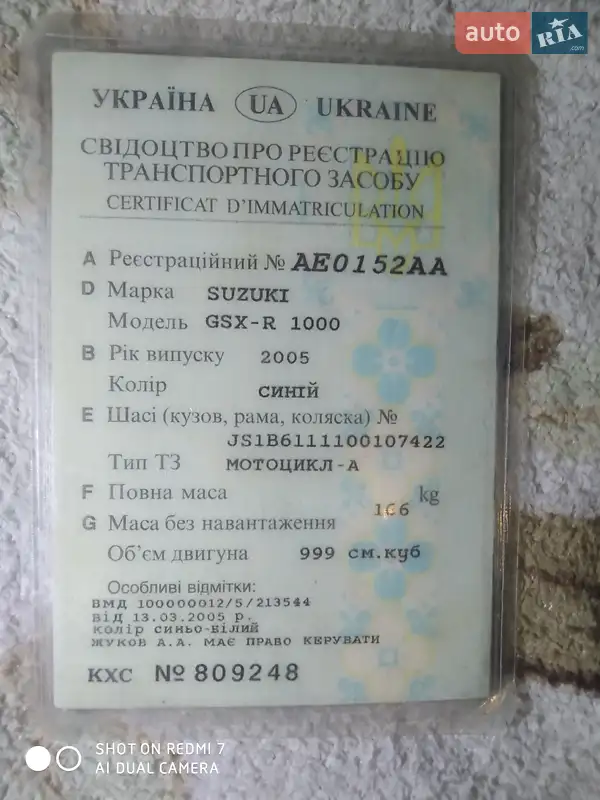 auto RIA .com
УКРАЇНА UA UKRAINE
СВІДОЦТВО ПРО РЕЄСТРАЦІЮ
ТРАНСПОРТНОГО ЗАСОБУ
CERTIFICAT D'IMMATRICULATION
A Реєстраційний № AE0152AA
D Марка SUZUKI
Модель GSX-R 1000
B Рік випуску 2005
Колір СИНІЙ
E Шасі (кузов, рама, коляска) №
JS1B6111100107422
Тип ТЗ МОТОЦИКЛ-А
F Повна маса kg
166
G Маса без навантаження
Об'єм двигуна 999 см.куб
Особливі відмітки:
ВМД 100000012/5/213544
ВІД 13.03.2005 р.
КОЛІР СИНЬО-БІЛИЙ
ЖУКОВ А.А. МАЄ ПРАВО КЕРУВАТИ
КХС № 809248
SHOT ON REDMI 7
AI DUAL CAMERA